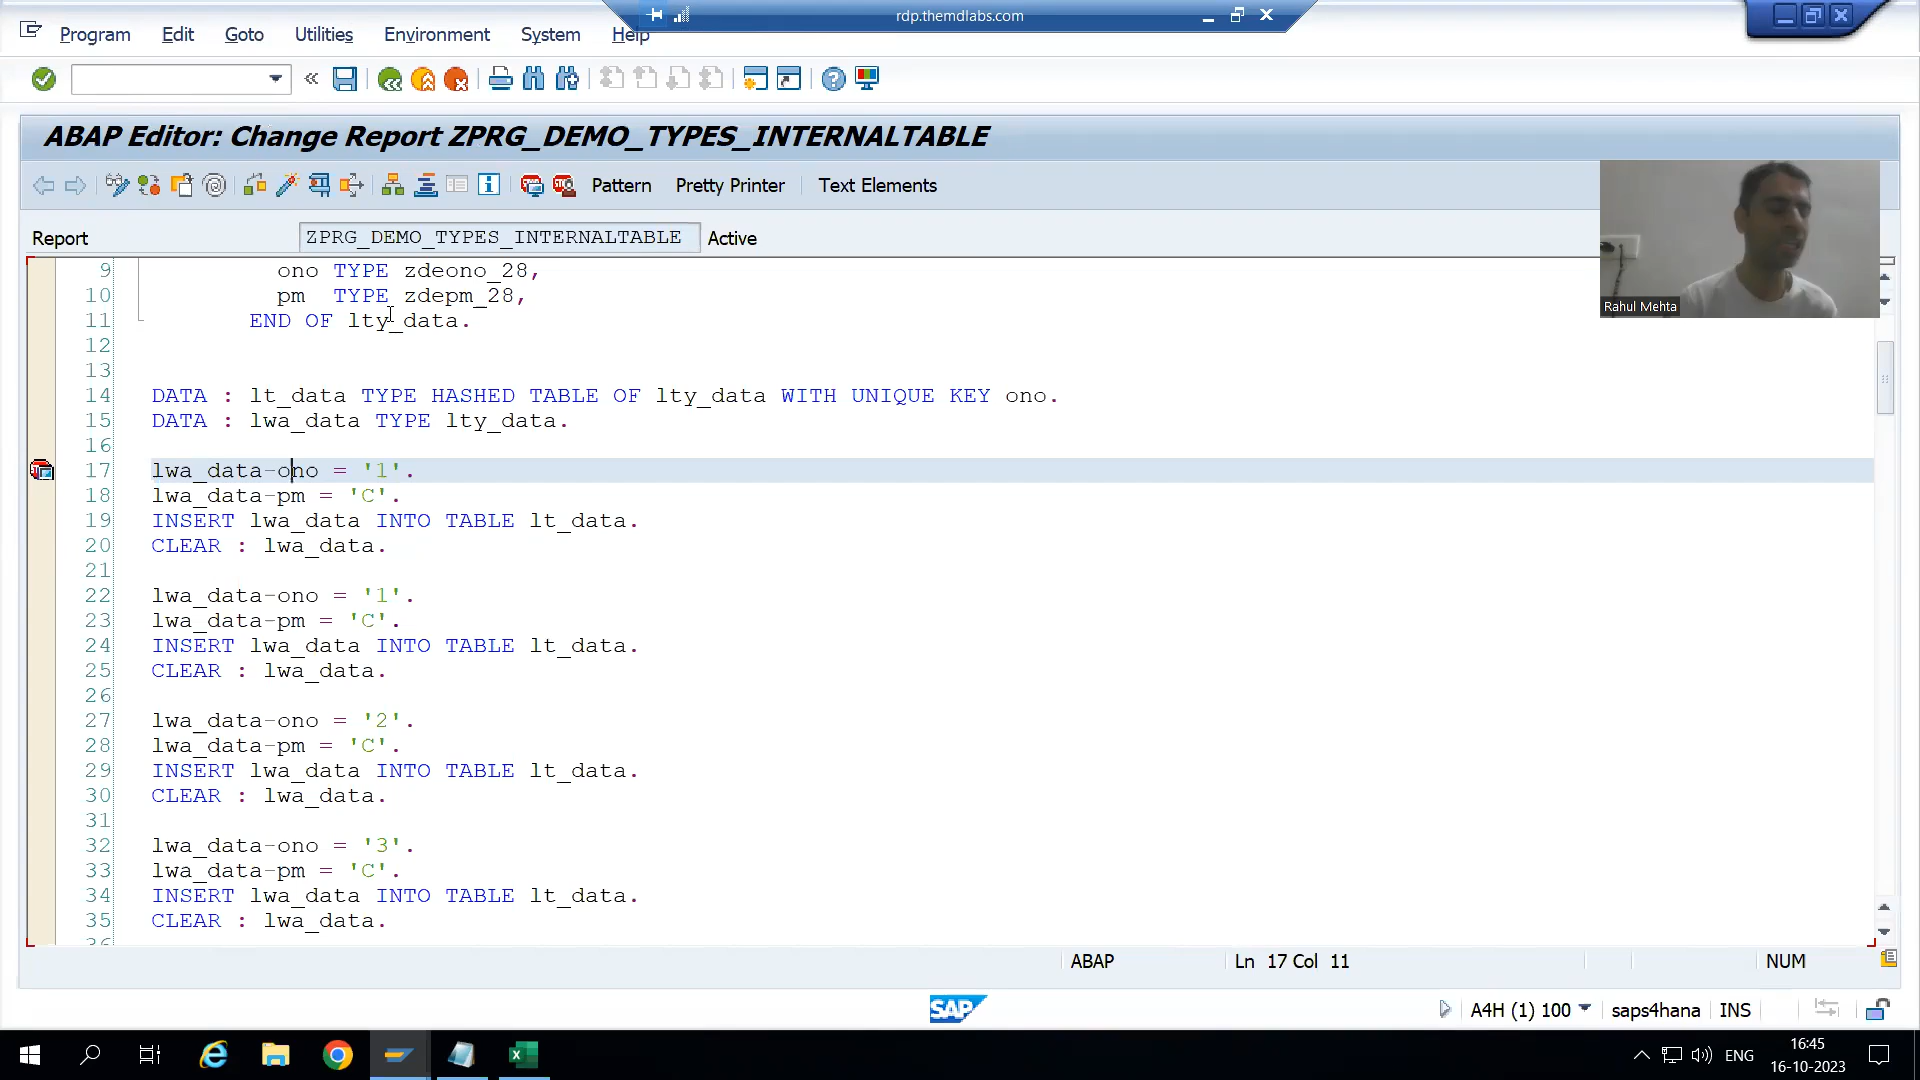 rdp.themdlabs.com
Program Edit Goto Utilities Environment System Help
ABAP Editor: Change Report ZPRG_DEMO_TYPES_INTERNALTABLE
Pattern Pretty Printer Text Elements
Report ZPRG_DEMO_TYPES_INTERNALTABLE Active
Rahul Mehta
9 ono TYPE zdeono_28,
10 pm TYPE zdepm_28,
11 END OF lty_data.
12
13
14 DATA : lt_data TYPE HASHED TABLE OF lty_data WITH UNIQUE KEY ono.
15 DATA : lwa_data TYPE lty_data.
16
17 lwa_data-ono = '1'.
18 lwa_data-pm = 'C'.
19 INSERT lwa_data INTO TABLE lt_data.
20 CLEAR : lwa_data.
21
22 lwa_data-ono = '1'.
23 lwa_data-pm = 'C'.
24 INSERT lwa_data INTO TABLE lt_data.
25 CLEAR : lwa_data.
26
27 lwa_data-ono = '2'.
28 lwa_data-pm = 'C'.
29 INSERT lwa_data INTO TABLE lt_data.
30 CLEAR : lwa_data.
31
32 lwa_data-ono = '3'.
33 lwa_data-pm = 'C'.
34 INSERT lwa_data INTO TABLE lt_data.
35 CLEAR : lwa_data.
36
ABAP Ln 17 Col 11 NUM
SAP A4H (1) 100 saps4hana INS
ENG 16:45
16-10-2023